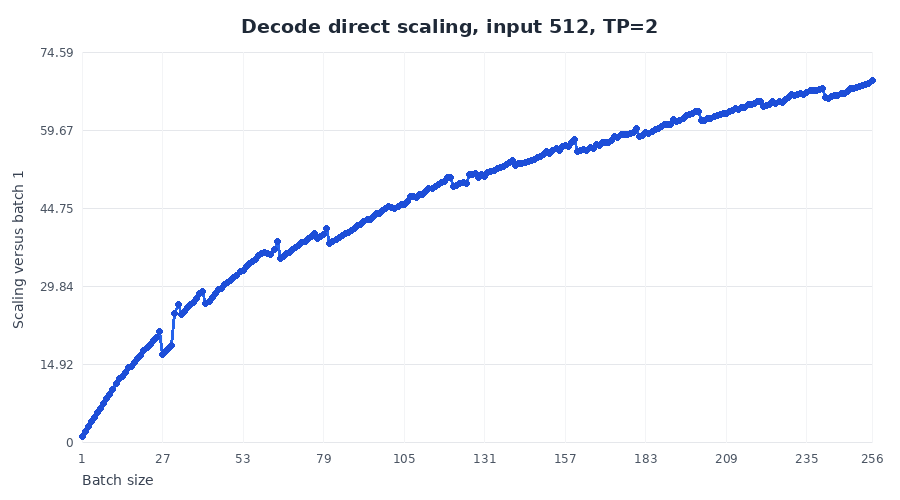 Decode direct scaling, input 512, TP=2
74.59
59.67
44.75
29.84
14.92
0
Scaling versus batch 1
1 27 53 79 105 131 157 183 209 235 256
Batch size